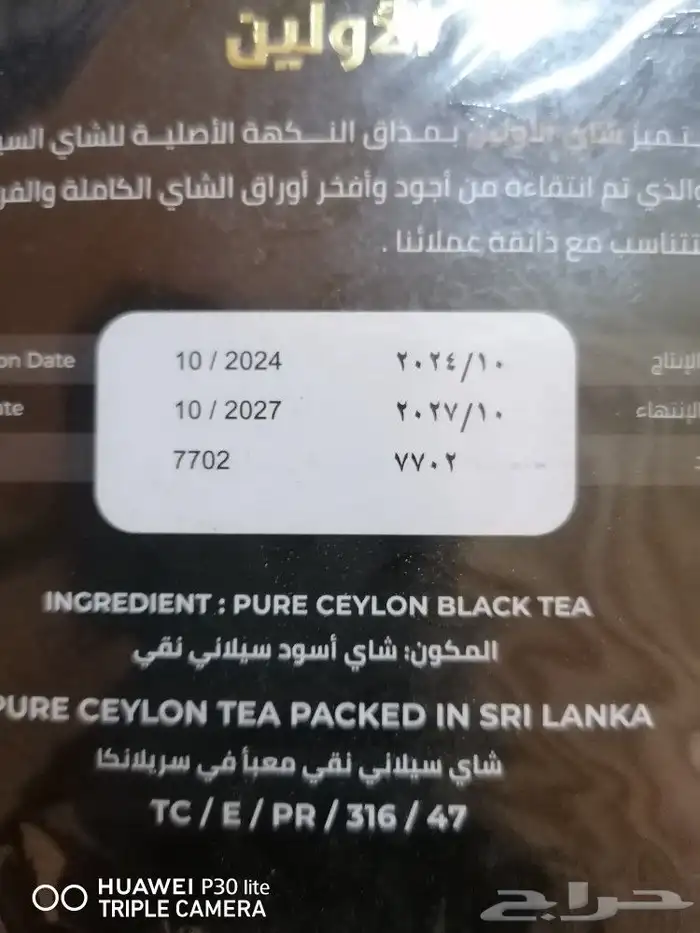 الأولين
يتميز شاي الأولين بمذاق النكهة الأصلية للشاي
الذي تم انتقاءه من أجود وأفخر أوراق الشاي الكاملة
تتناسب مع ذائقة عملائنا .
on Date 10 / 2024 ٢٠٢٤/١٠ الإنتاج
ate 10 / 2027 ٢٠٢٧/١٠ الإنتهاء
7702 ٧٧٠٢ :
INGREDIENT : PURE CEYLON BLACK TEA
المكون: شاي أسود سيلاني نقي
PURE CEYLON TEA PACKED IN SRI LANKA
شاي سيلاني نقي معبأ في سريلانكا
TC / E / PR / 316 / 47
HUAWEI P30 lite
TRIPLE CAMERA
حراج